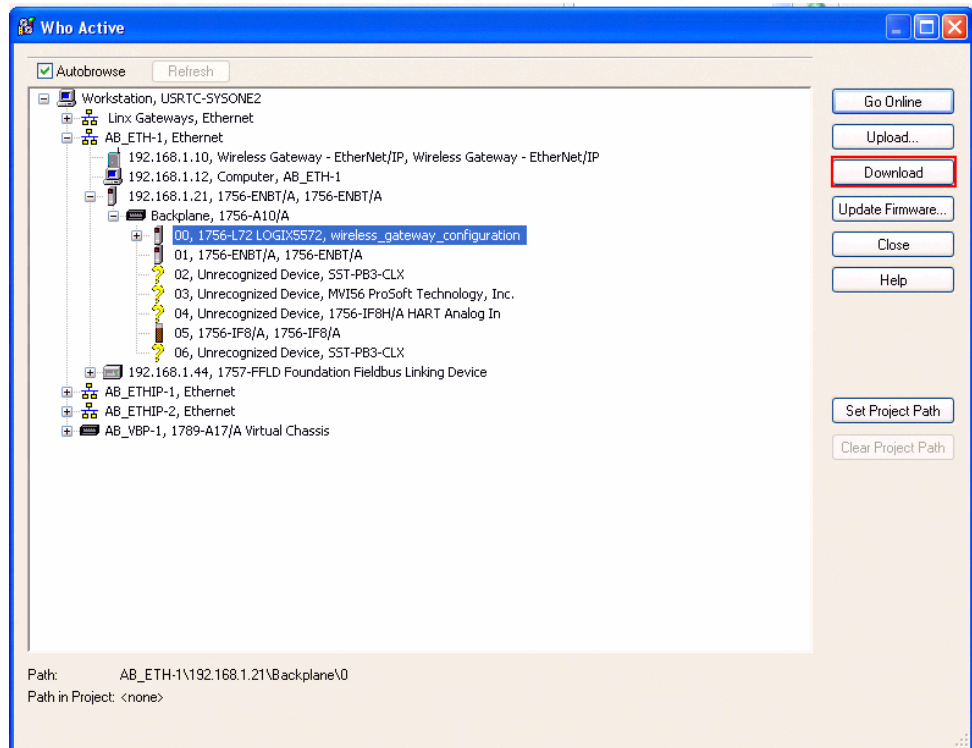 Who Active
Autobrowse
Refresh
Workstation, USRTC-SYSONE2
Linx Gateways, Ethernet
AB_ETH-1, Ethernet
192.168.1.10, Wireless Gateway - EtherNet/IP, Wireless Gateway - EtherNet/IP
192.168.1.12, Computer, AB_ETH-1
192.168.1.21, 1756-ENBT/A, 1756-ENBT/A
Backplane, 1756-A10/A
00, 1756-L72 LOGIX5572, wireless_gateway_configuration
01, 1756-ENBT/A, 1756-ENBT/A
02, Unrecognized Device, SST-PB3-CLX
03, Unrecognized Device, MVI56 ProSoft Technology, Inc.
04, Unrecognized Device, 1756-IF8H/A HART Analog In
05, 1756-IF8/A, 1756-IF8/A
06, Unrecognized Device, SST-PB3-CLX
192.168.1.44, 1757-FFLD Foundation Fieldbus Linking Device
AB_ETHIP-1, Ethernet
AB_ETHIP-2, Ethernet
AB_VBP-1, 1789-A17/A Virtual Chassis
Go Online
Upload...
Download
Update Firmware...
Close
Help
Set Project Path
Clear Project Path
Path: AB_ETH-1\192.168.1.21\Backplane\0
Path in Project: <none>